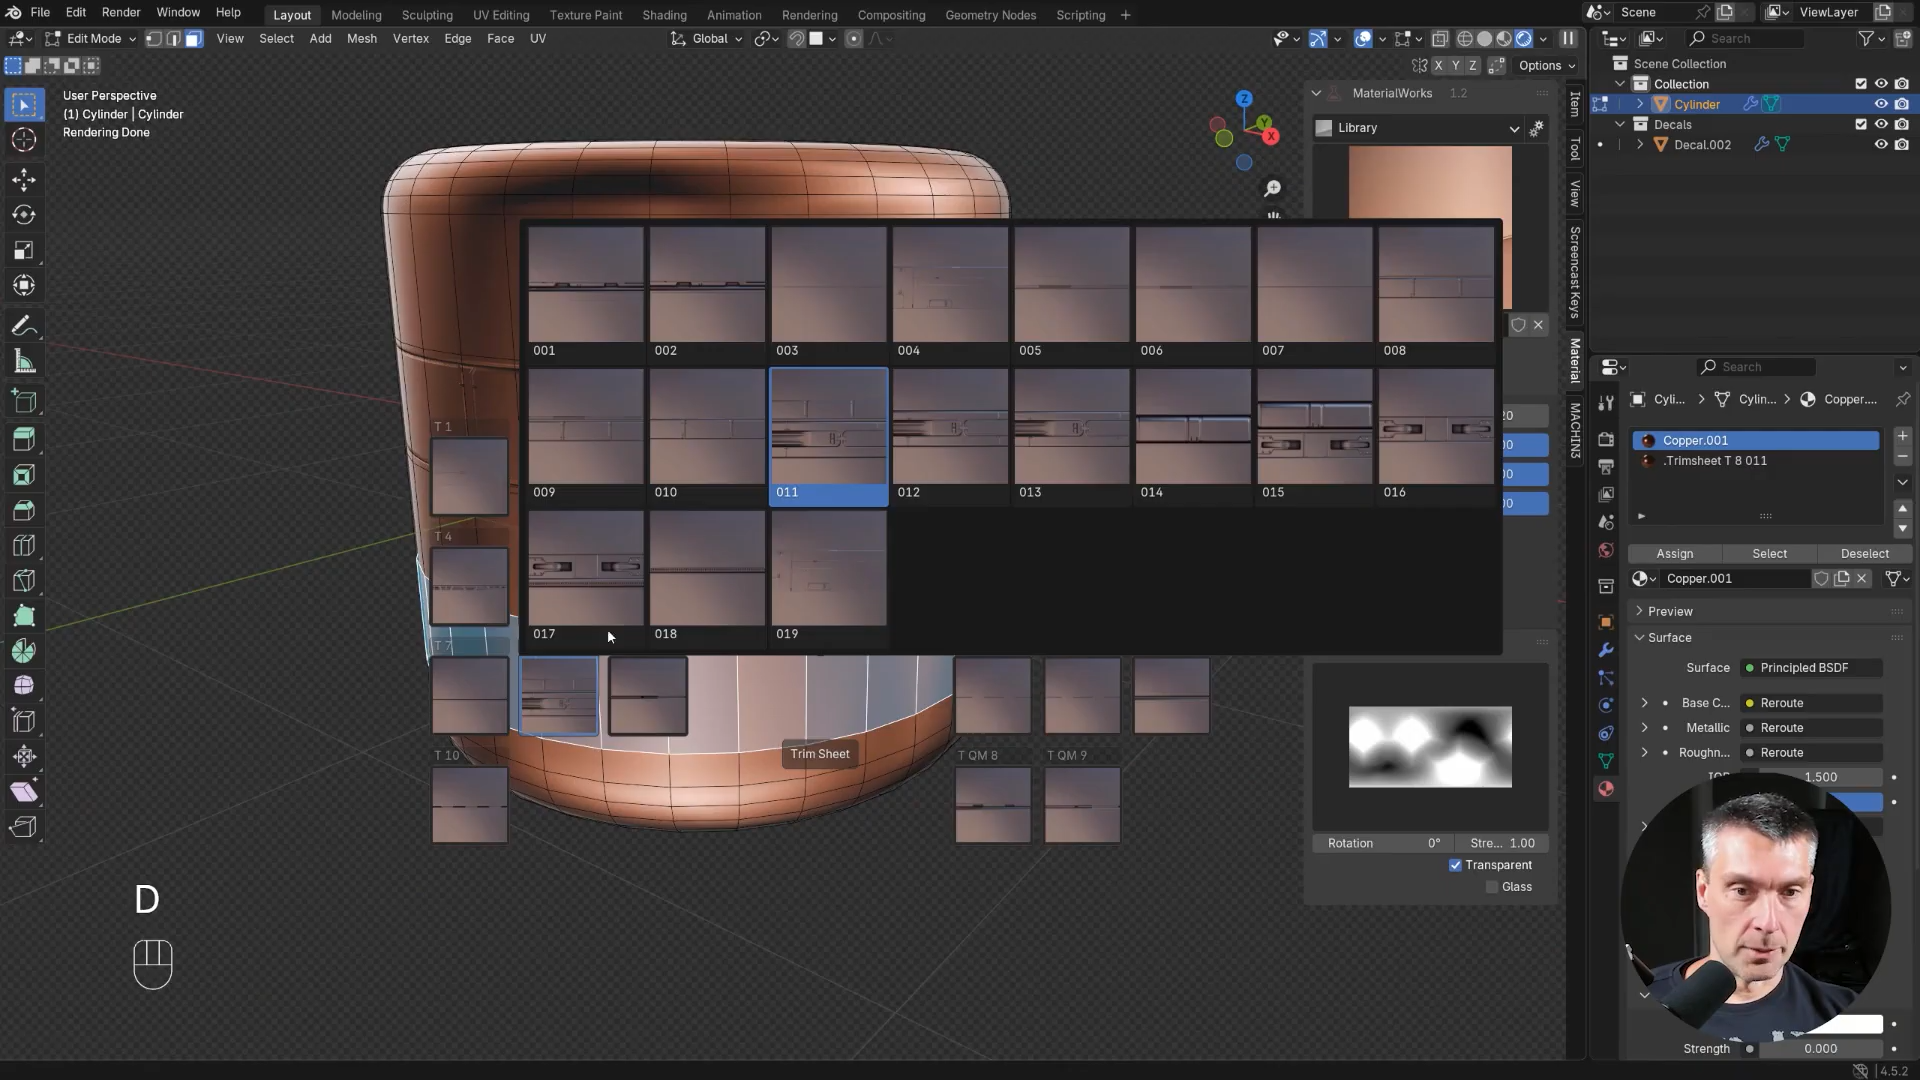 File Edit Render Window Help
Layout Modeling Sculpting UV Editing Texture Paint Shading Animation Rendering Compositing Geometry Nodes Scripting +
Scene
ViewLayer
Edit Mode View Select Add Mesh Vertex Edge Face UV
Global
Search
X Y Z Options
User Perspective
(1) Cylinder | Cylinder
Rendering Done
Z
Y
X
MaterialWorks 1.2
Library
Item
Tool
View
Screencast Keys
Material
MACHIN3
Scene Collection
Collection
Cylinder
Decals
Decal.002
001 002 003 004 005 006 007 008
009 010 011 012 013 014 015 016
017 018 019
T 1
T 4
T 7
T 10
T QM 8 T QM 9
Trim Sheet
Rotation 0° Stre... 1.00
Transparent
Glass
D
Search
Cyli... > Cylin... > Copper....
Copper.001
.Trimsheet T 8 011
Assign Select Deselect
Copper.001
Preview
Surface
Surface Principled BSDF
Base C... Reroute
Metallic Reroute
Roughn... Reroute
1.500
Strength 0.000
4.5.2